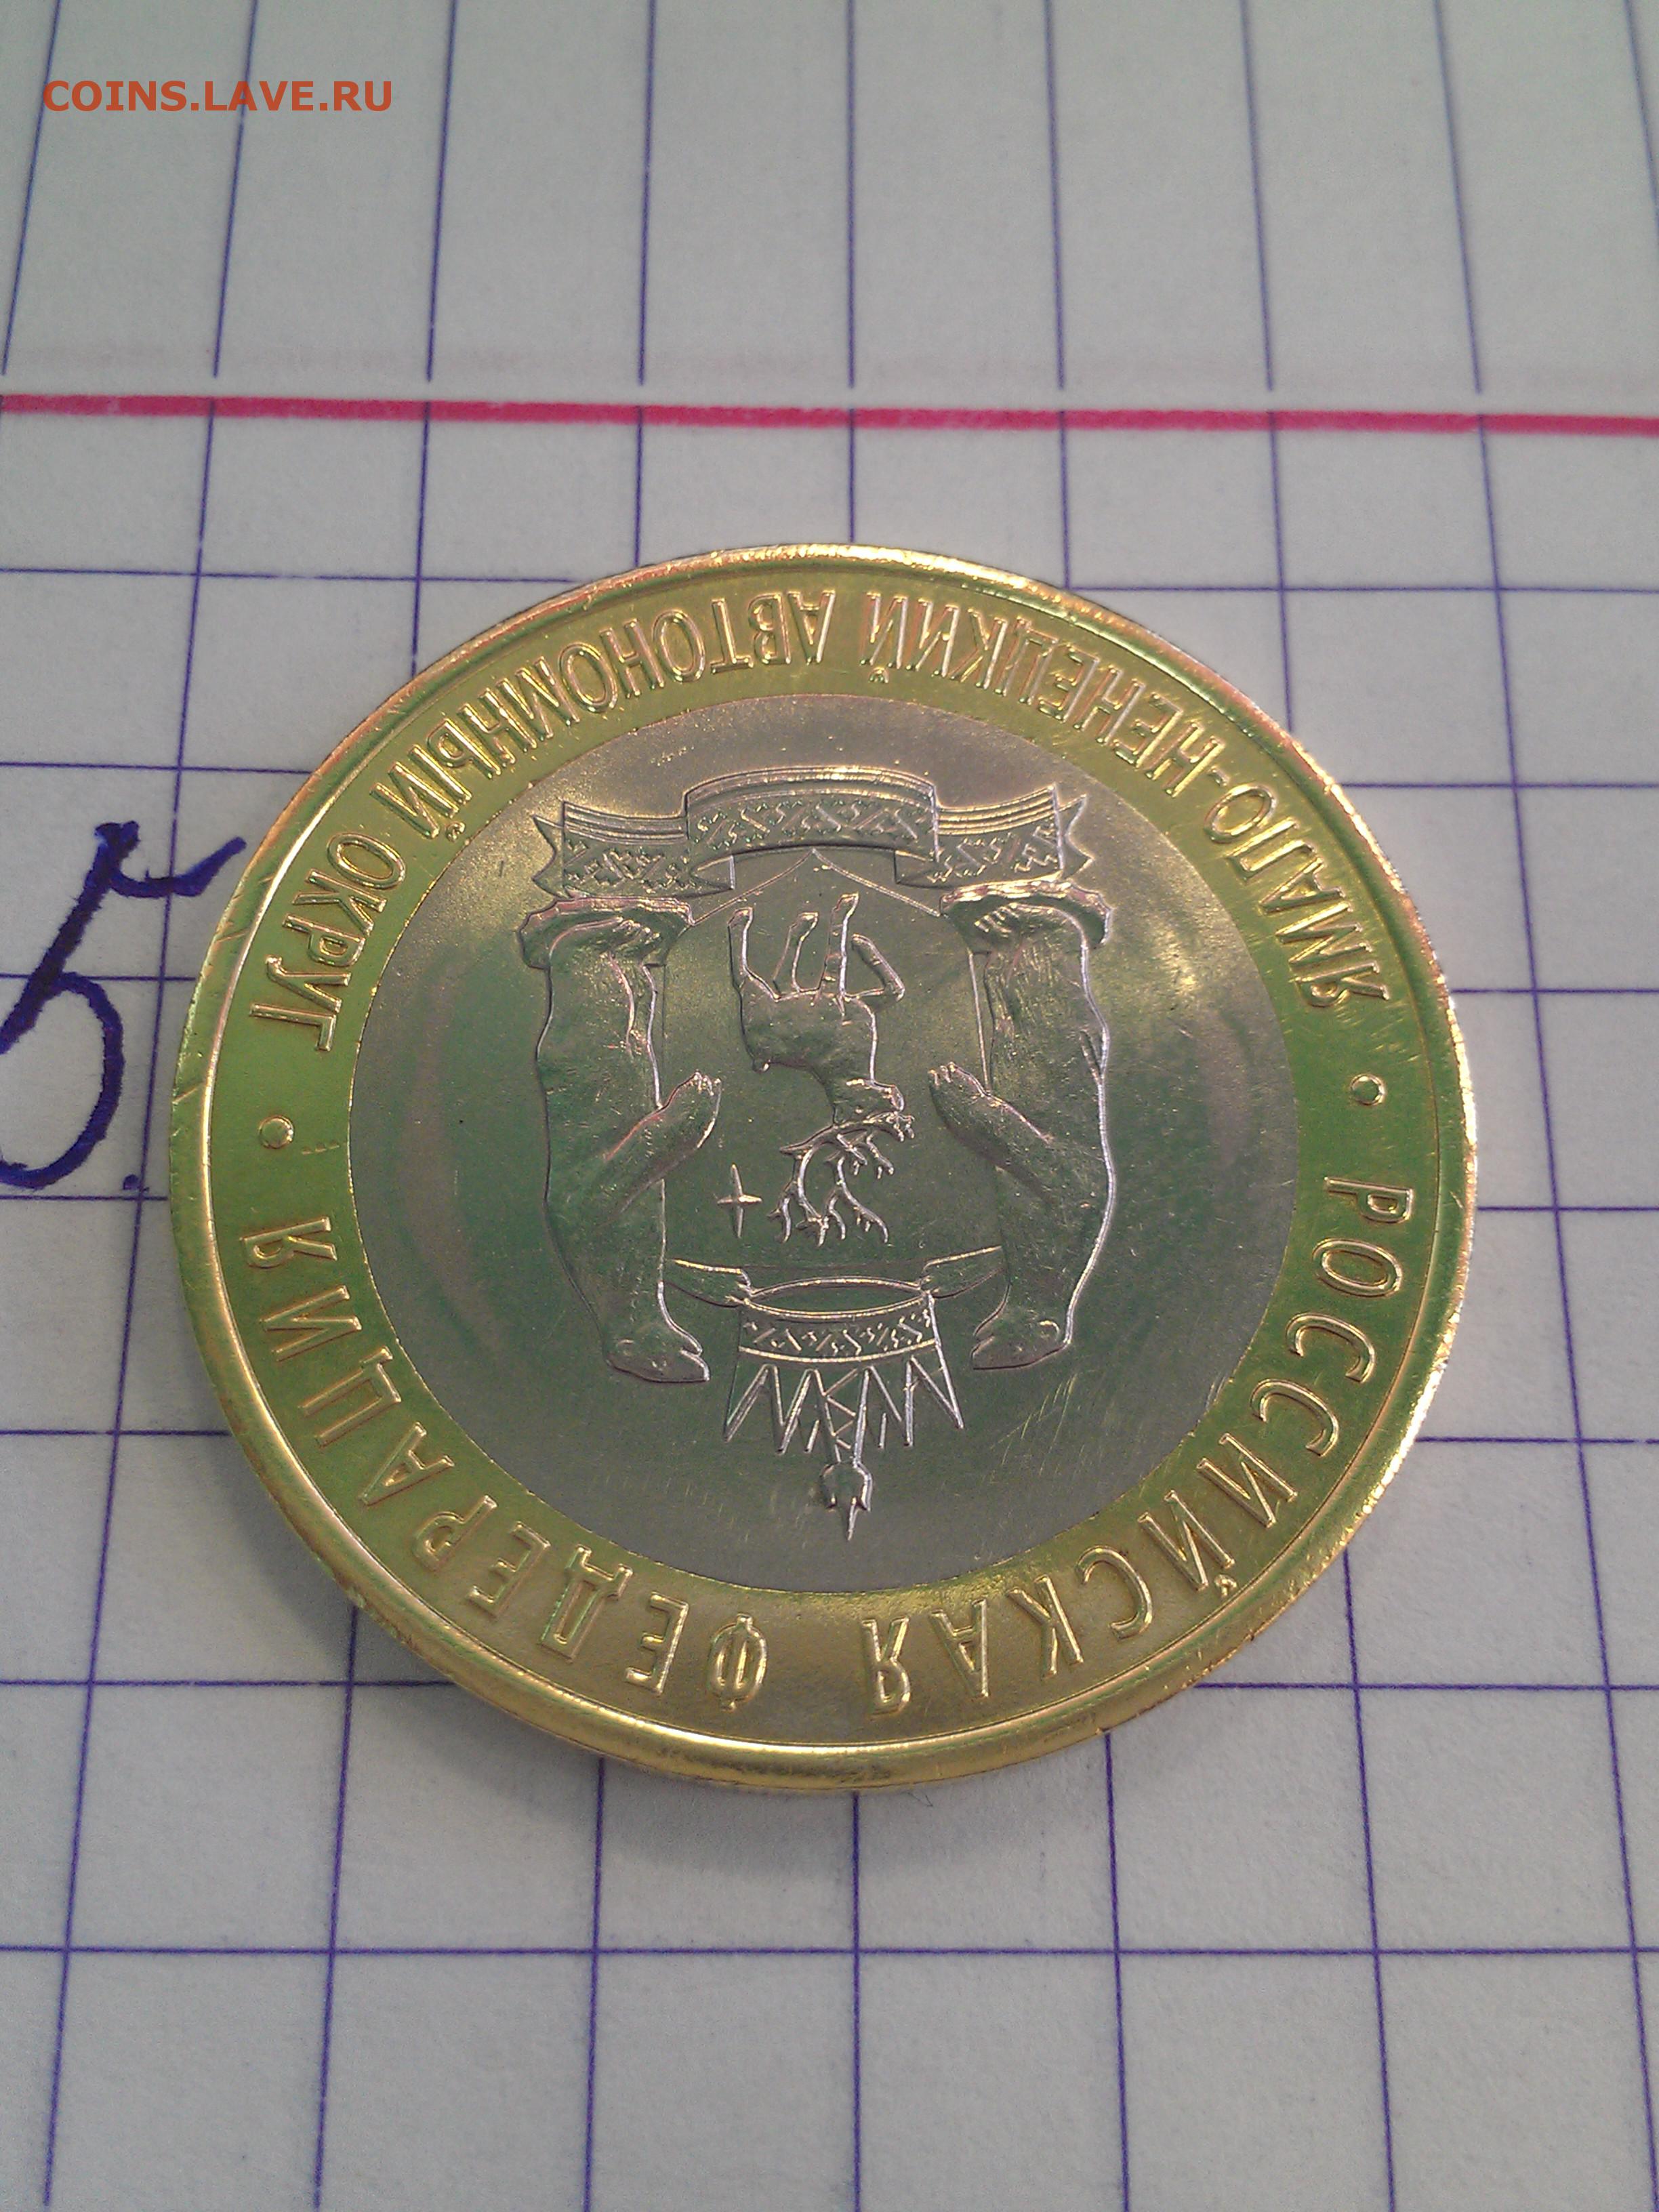 COINS.LAVE.RU
РОССИЙСКАЯ ФЕДЕРАЦИЯ
ЯМАЛО-НЕНЕЦКИЙ АВТОНОМНЫЙ ОКРУГ
5.